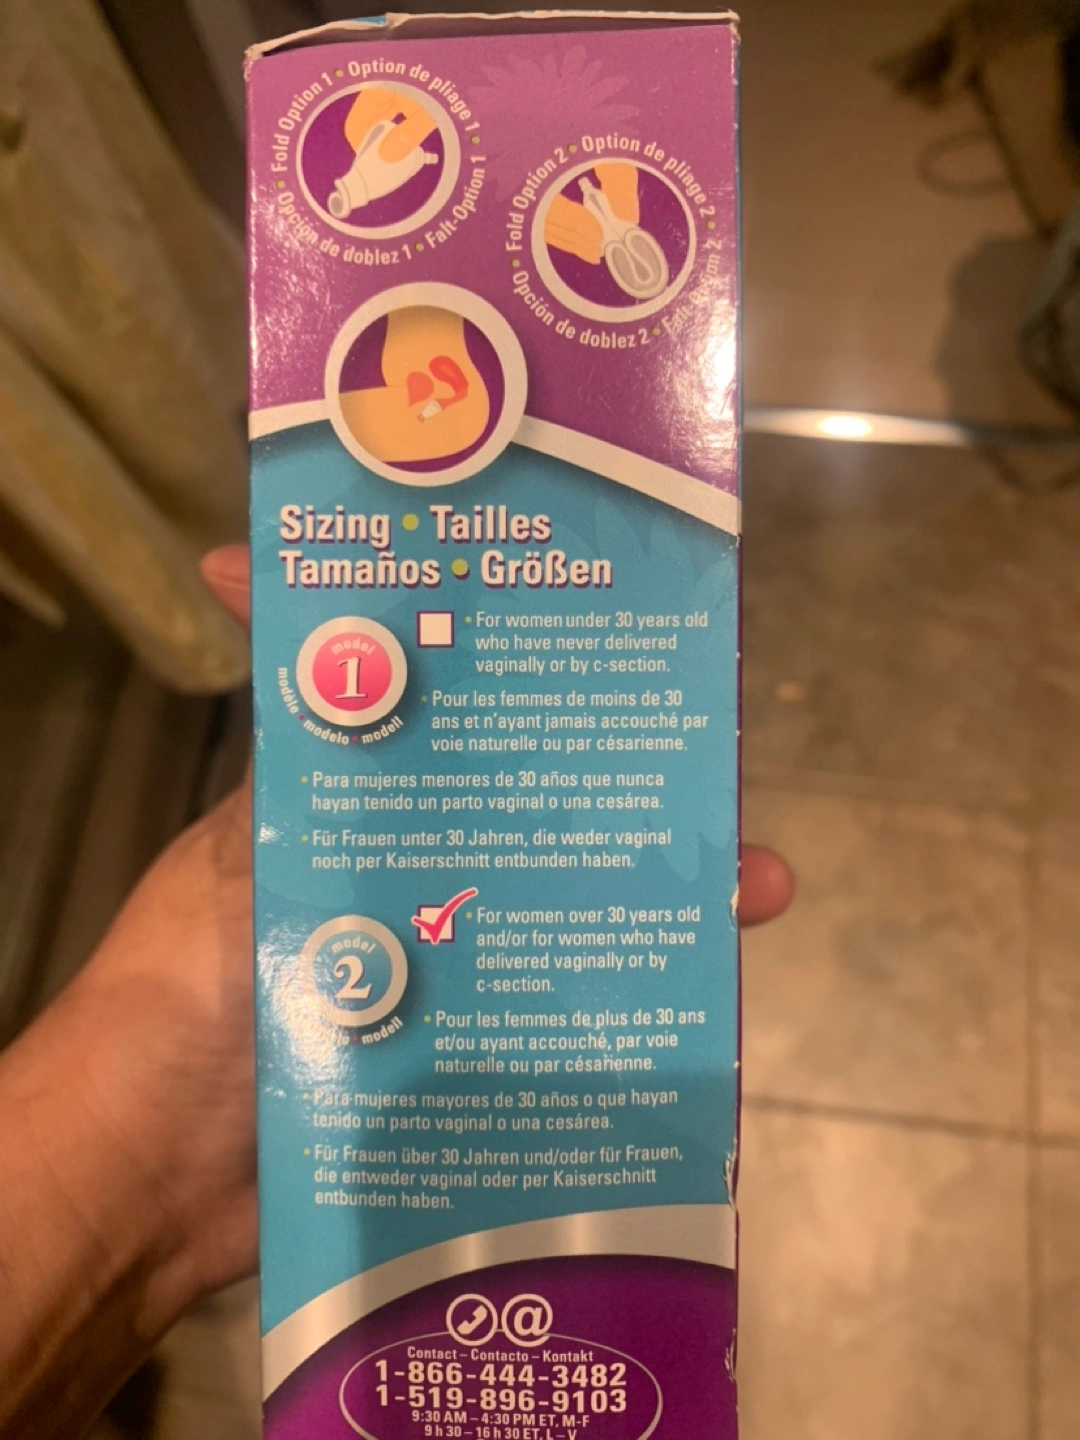 Fold Option 1 • Option de pliage 1 •
Opción de doblez 1 • Falt-Option 1
Fold Option 2 • Option de pliage 2 •
Opción de doblez 2 •
Sizing • Tailles
Tamaños • Größen
model
1
modèle • modelo • modell
• For women under 30 years old
who have never delivered
vaginally or by c-section.
• Pour les femmes de moins de 30
ans et n'ayant jamais accouché par
voie naturelle ou par césarienne.
• Para mujeres menores de 30 años que nunca
hayan tenido un parto vaginal o una cesárea.
• Für Frauen unter 30 Jahren, die weder vaginal
noch per Kaiserschnitt entbunden haben.
model
2
modell
• For women over 30 years old
and/or for women who have
delivered vaginally or by
c-section.
• Pour les femmes de plus de 30 ans
et/ou ayant accouché, par voie
naturelle ou par césarienne.
• Para mujeres mayores de 30 años o que hayan
tenido un parto vaginal o una cesárea.
• Für Frauen über 30 Jahren und/oder für Frauen,
die entweder vaginal oder per Kaiserschnitt
entbunden haben.
@
Contact – Contacto – Kontakt
1-866-444-3482
1-519-896-9103
9:30 AM – 4:30 PM ET, M-F
9 h 30 – 16 h 30 ET, L – V